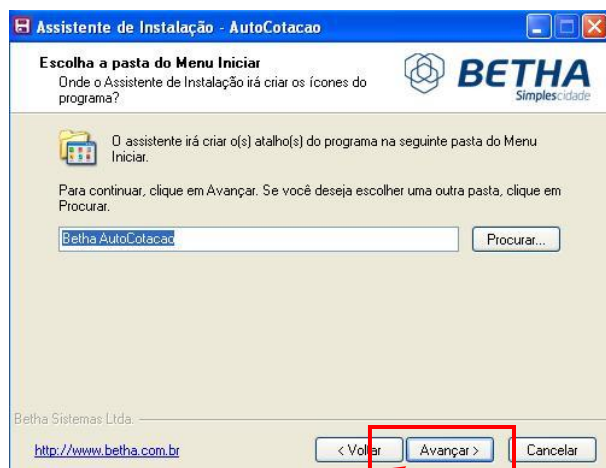 Assistente de Instalação - AutoCotacao
Escolha a pasta do Menu Iniciar
Onde o Assistente de Instalação irá criar os ícones do
programa?
BETHA
Simplescidade
O assistente irá criar o(s) atalho(s) do programa na seguinte pasta do Menu
Iniciar.
Para continuar, clique em Avançar. Se você deseja escolher uma outra pasta, clique em
Procurar.
Betha AutoCotacao
Procurar...
Betha Sistemas Ltda.
http://www.betha.com.br
< Voltar
Avançar >
Cancelar